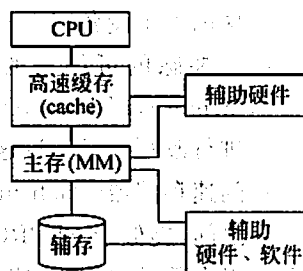 CPU
高速缓存
(cache)
辅助硬件
主存(MM)
辅存
辅助
硬件、软件